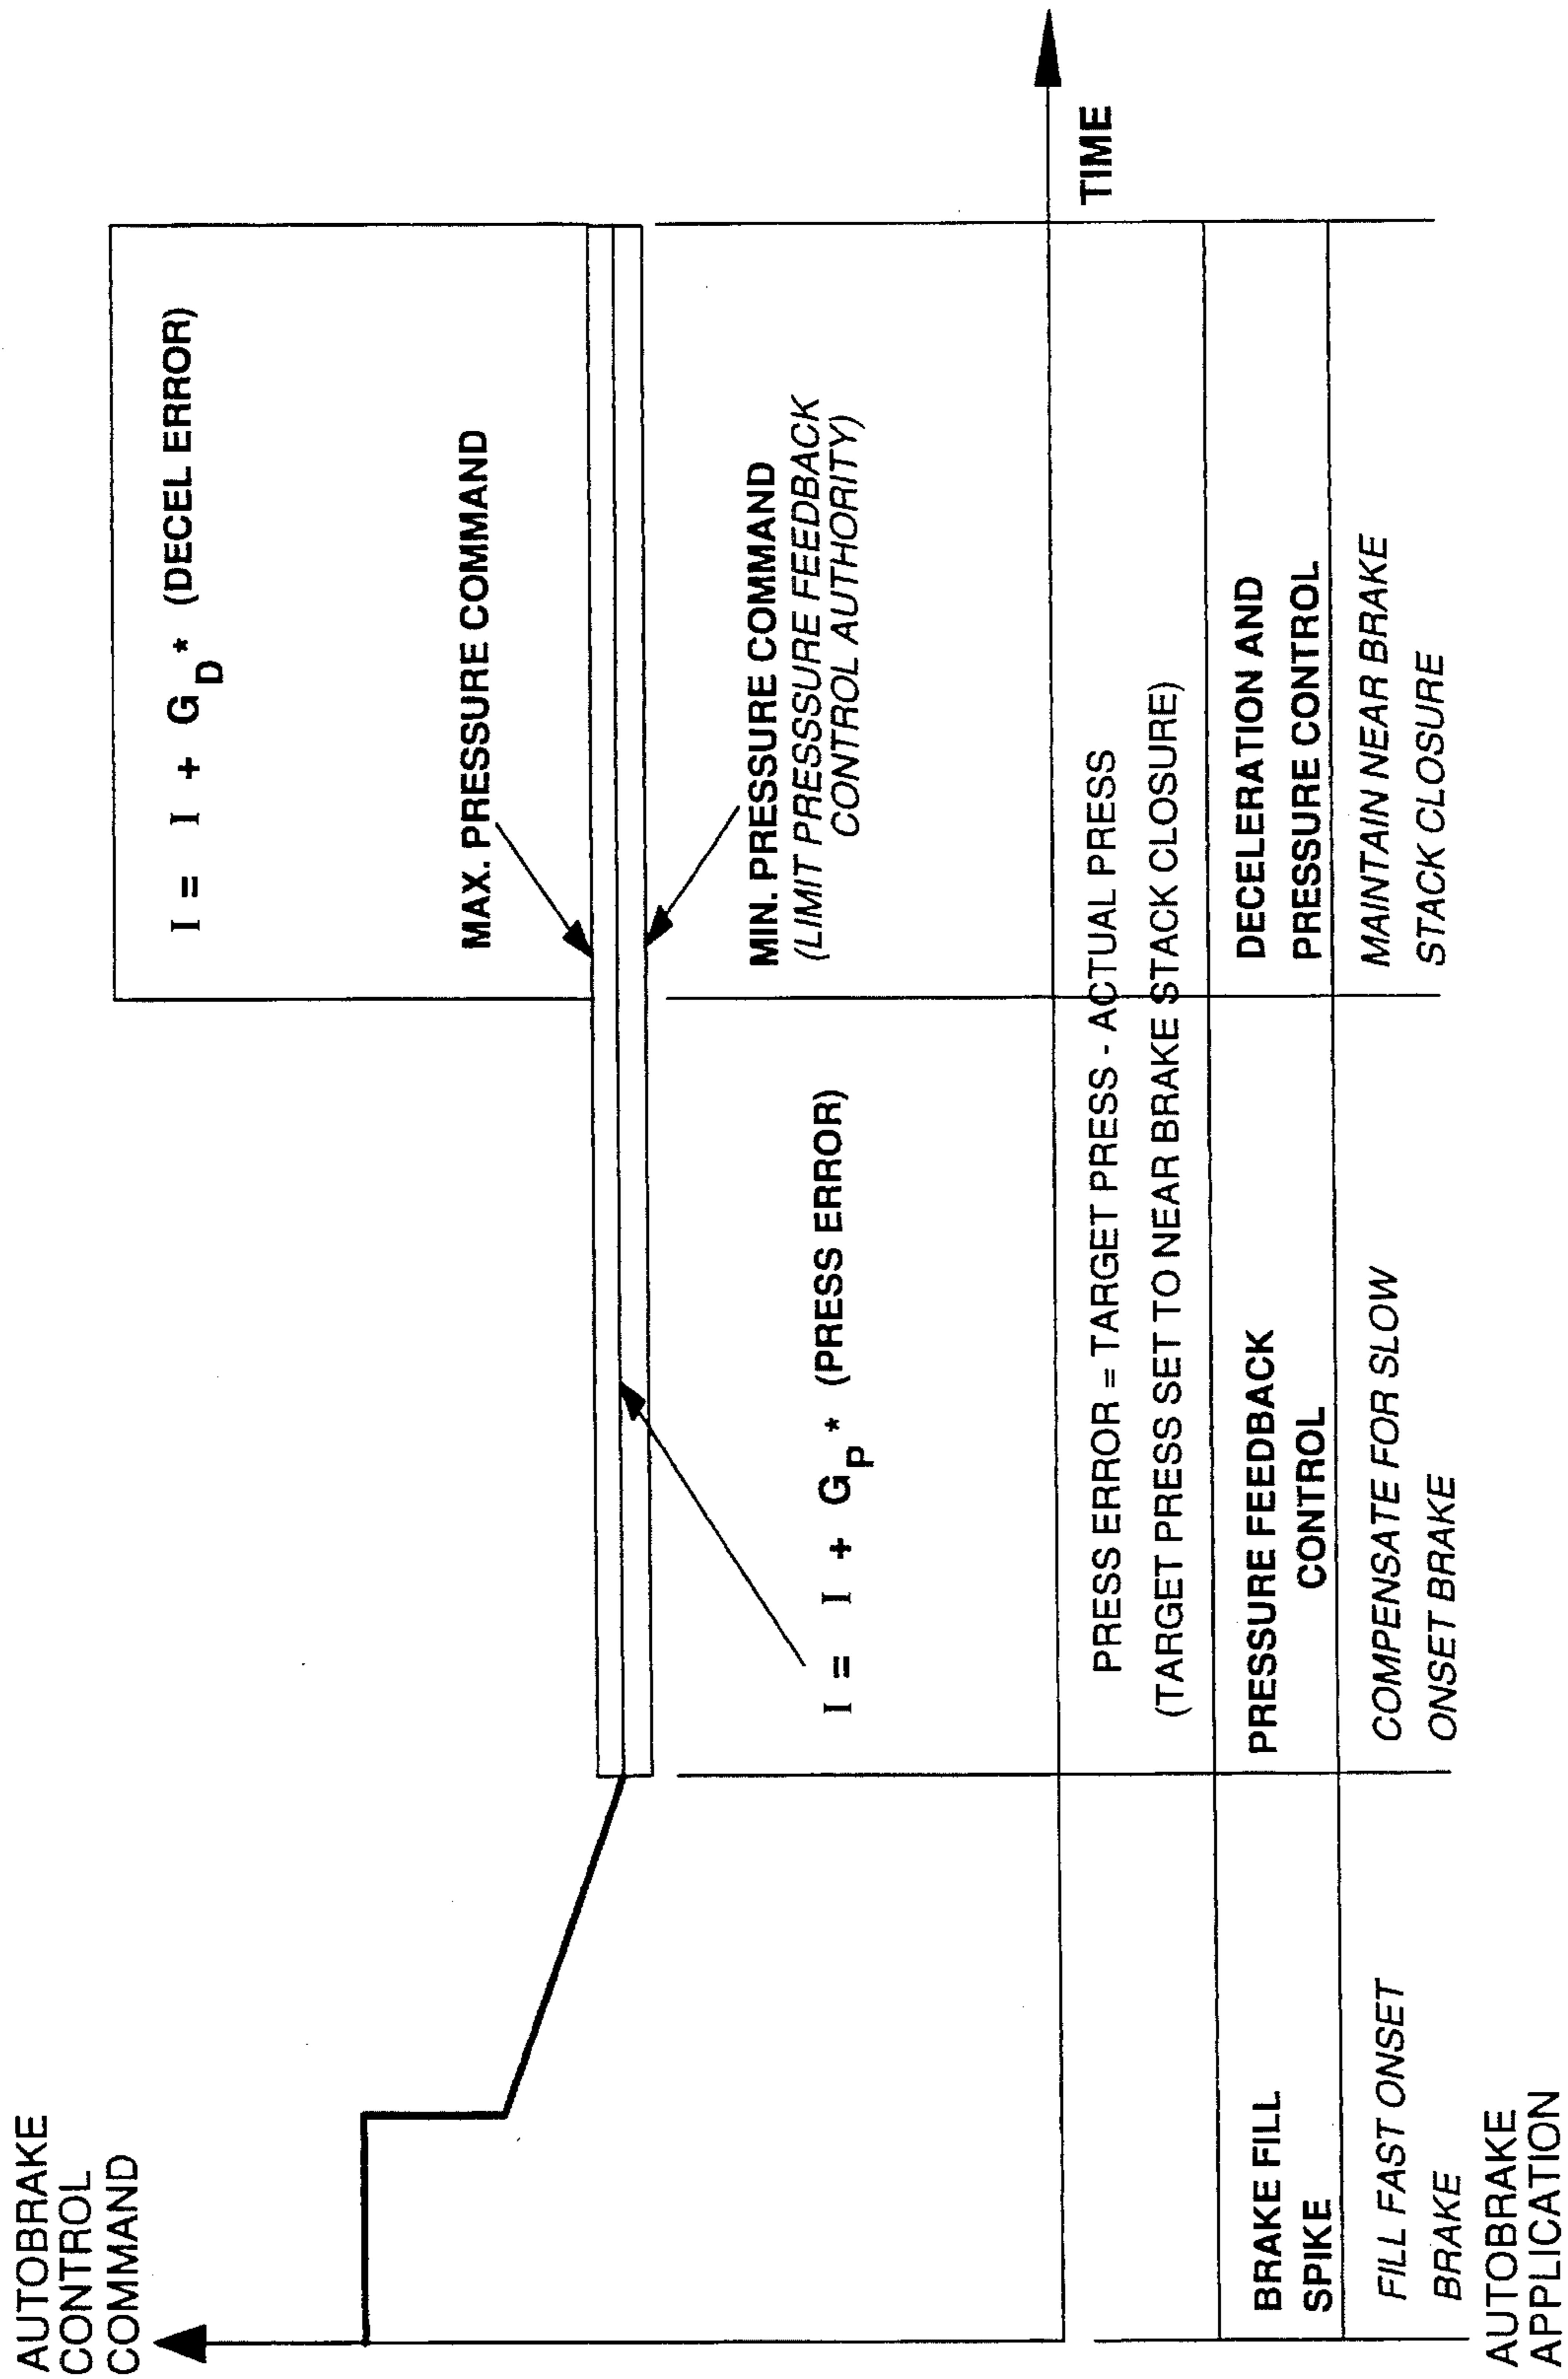 AUTOBRAKE
CONTROL
COMMAND
I = I + G_D * (DECEL ERROR)
MAX. PRESSURE COMMAND
MIN. PRESSURE COMMAND
(LIMIT PRESSSURE FEEDBACK
CONTROL AUTHORITY)
I = I + G_P * (PRESS ERROR)
TIME
PRESS ERROR = TARGET PRESS - ACTUAL PRESS
(TARGET PRESS SET TO NEAR BRAKE STACK CLOSURE)
BRAKE FILL
SPIKE
PRESSURE FEEDBACK
CONTROL
DECELERATION AND
PRESSURE CONTROL
FILL FAST ONSET
BRAKE
COMPENSATE FOR SLOW
ONSET BRAKE
MAINTAIN NEAR BRAKE
STACK CLOSURE
AUTOBRAKE
APPLICATION